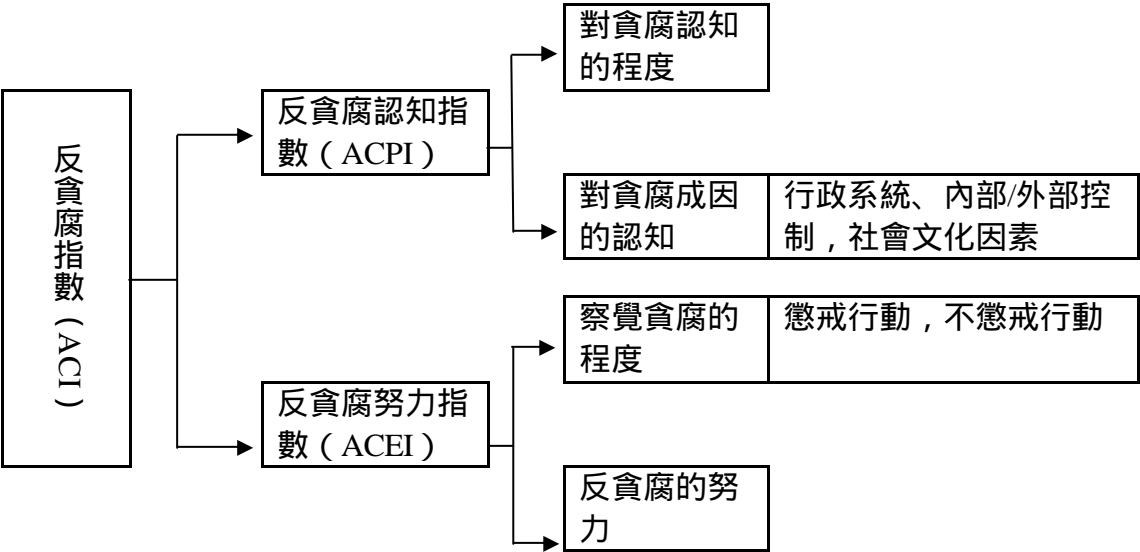 反貪腐指數（ACI）
反貪腐認知指
數（ACPI）
對貪腐認知
的程度
對貪腐成因
的認知
行政系統、內部/外部控
制，社會文化因素
反貪腐努力指
數（ACEI）
察覺貪腐的
程度
懲戒行動，不懲戒行動
反貪腐的努
力